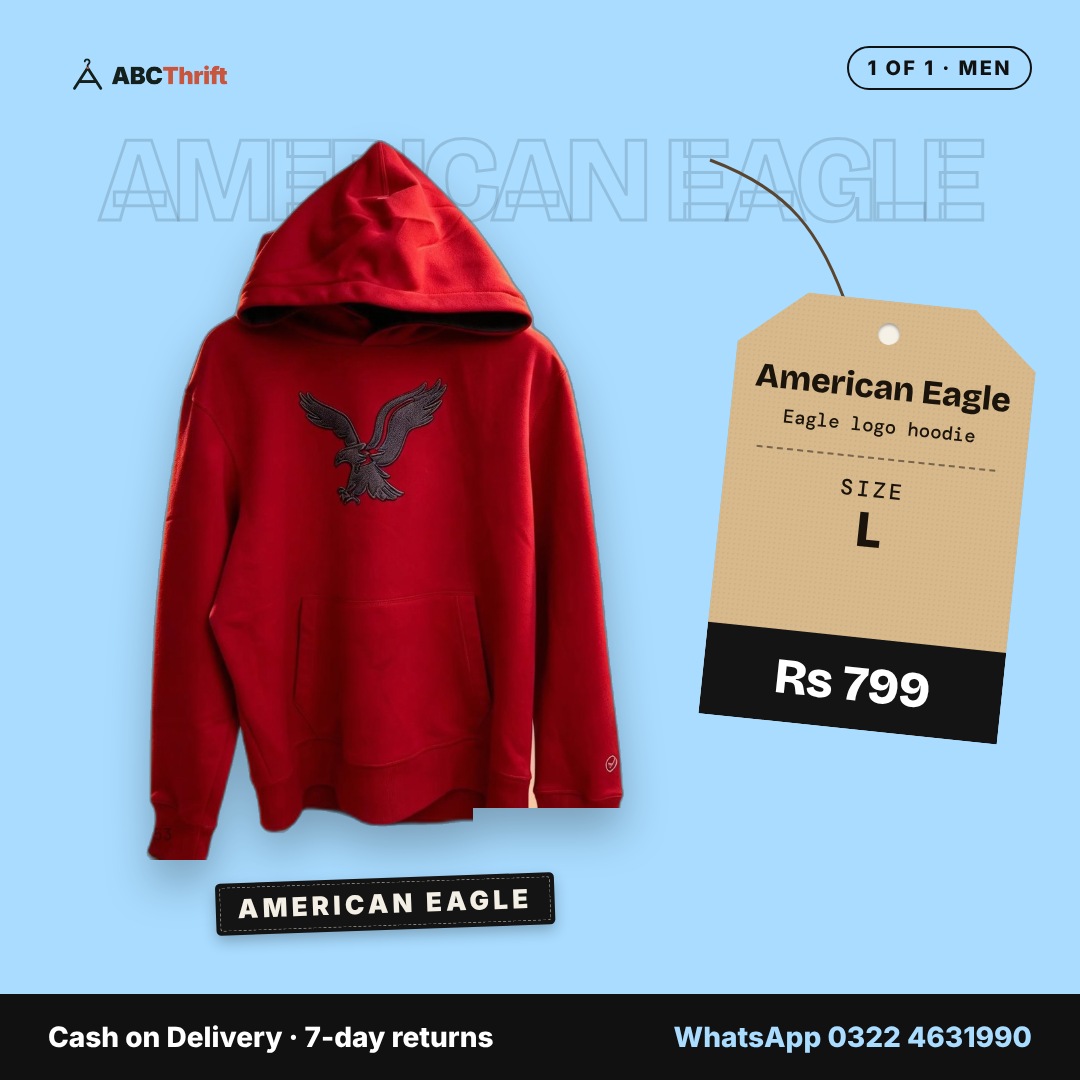 ABCThrift
1 OF 1 · MEN
AMERICAN EAGLE
American Eagle
Eagle logo hoodie
SIZE
L
Rs 799
AMERICAN EAGLE
Cash on Delivery · 7-day returns
WhatsApp 0322 4631990